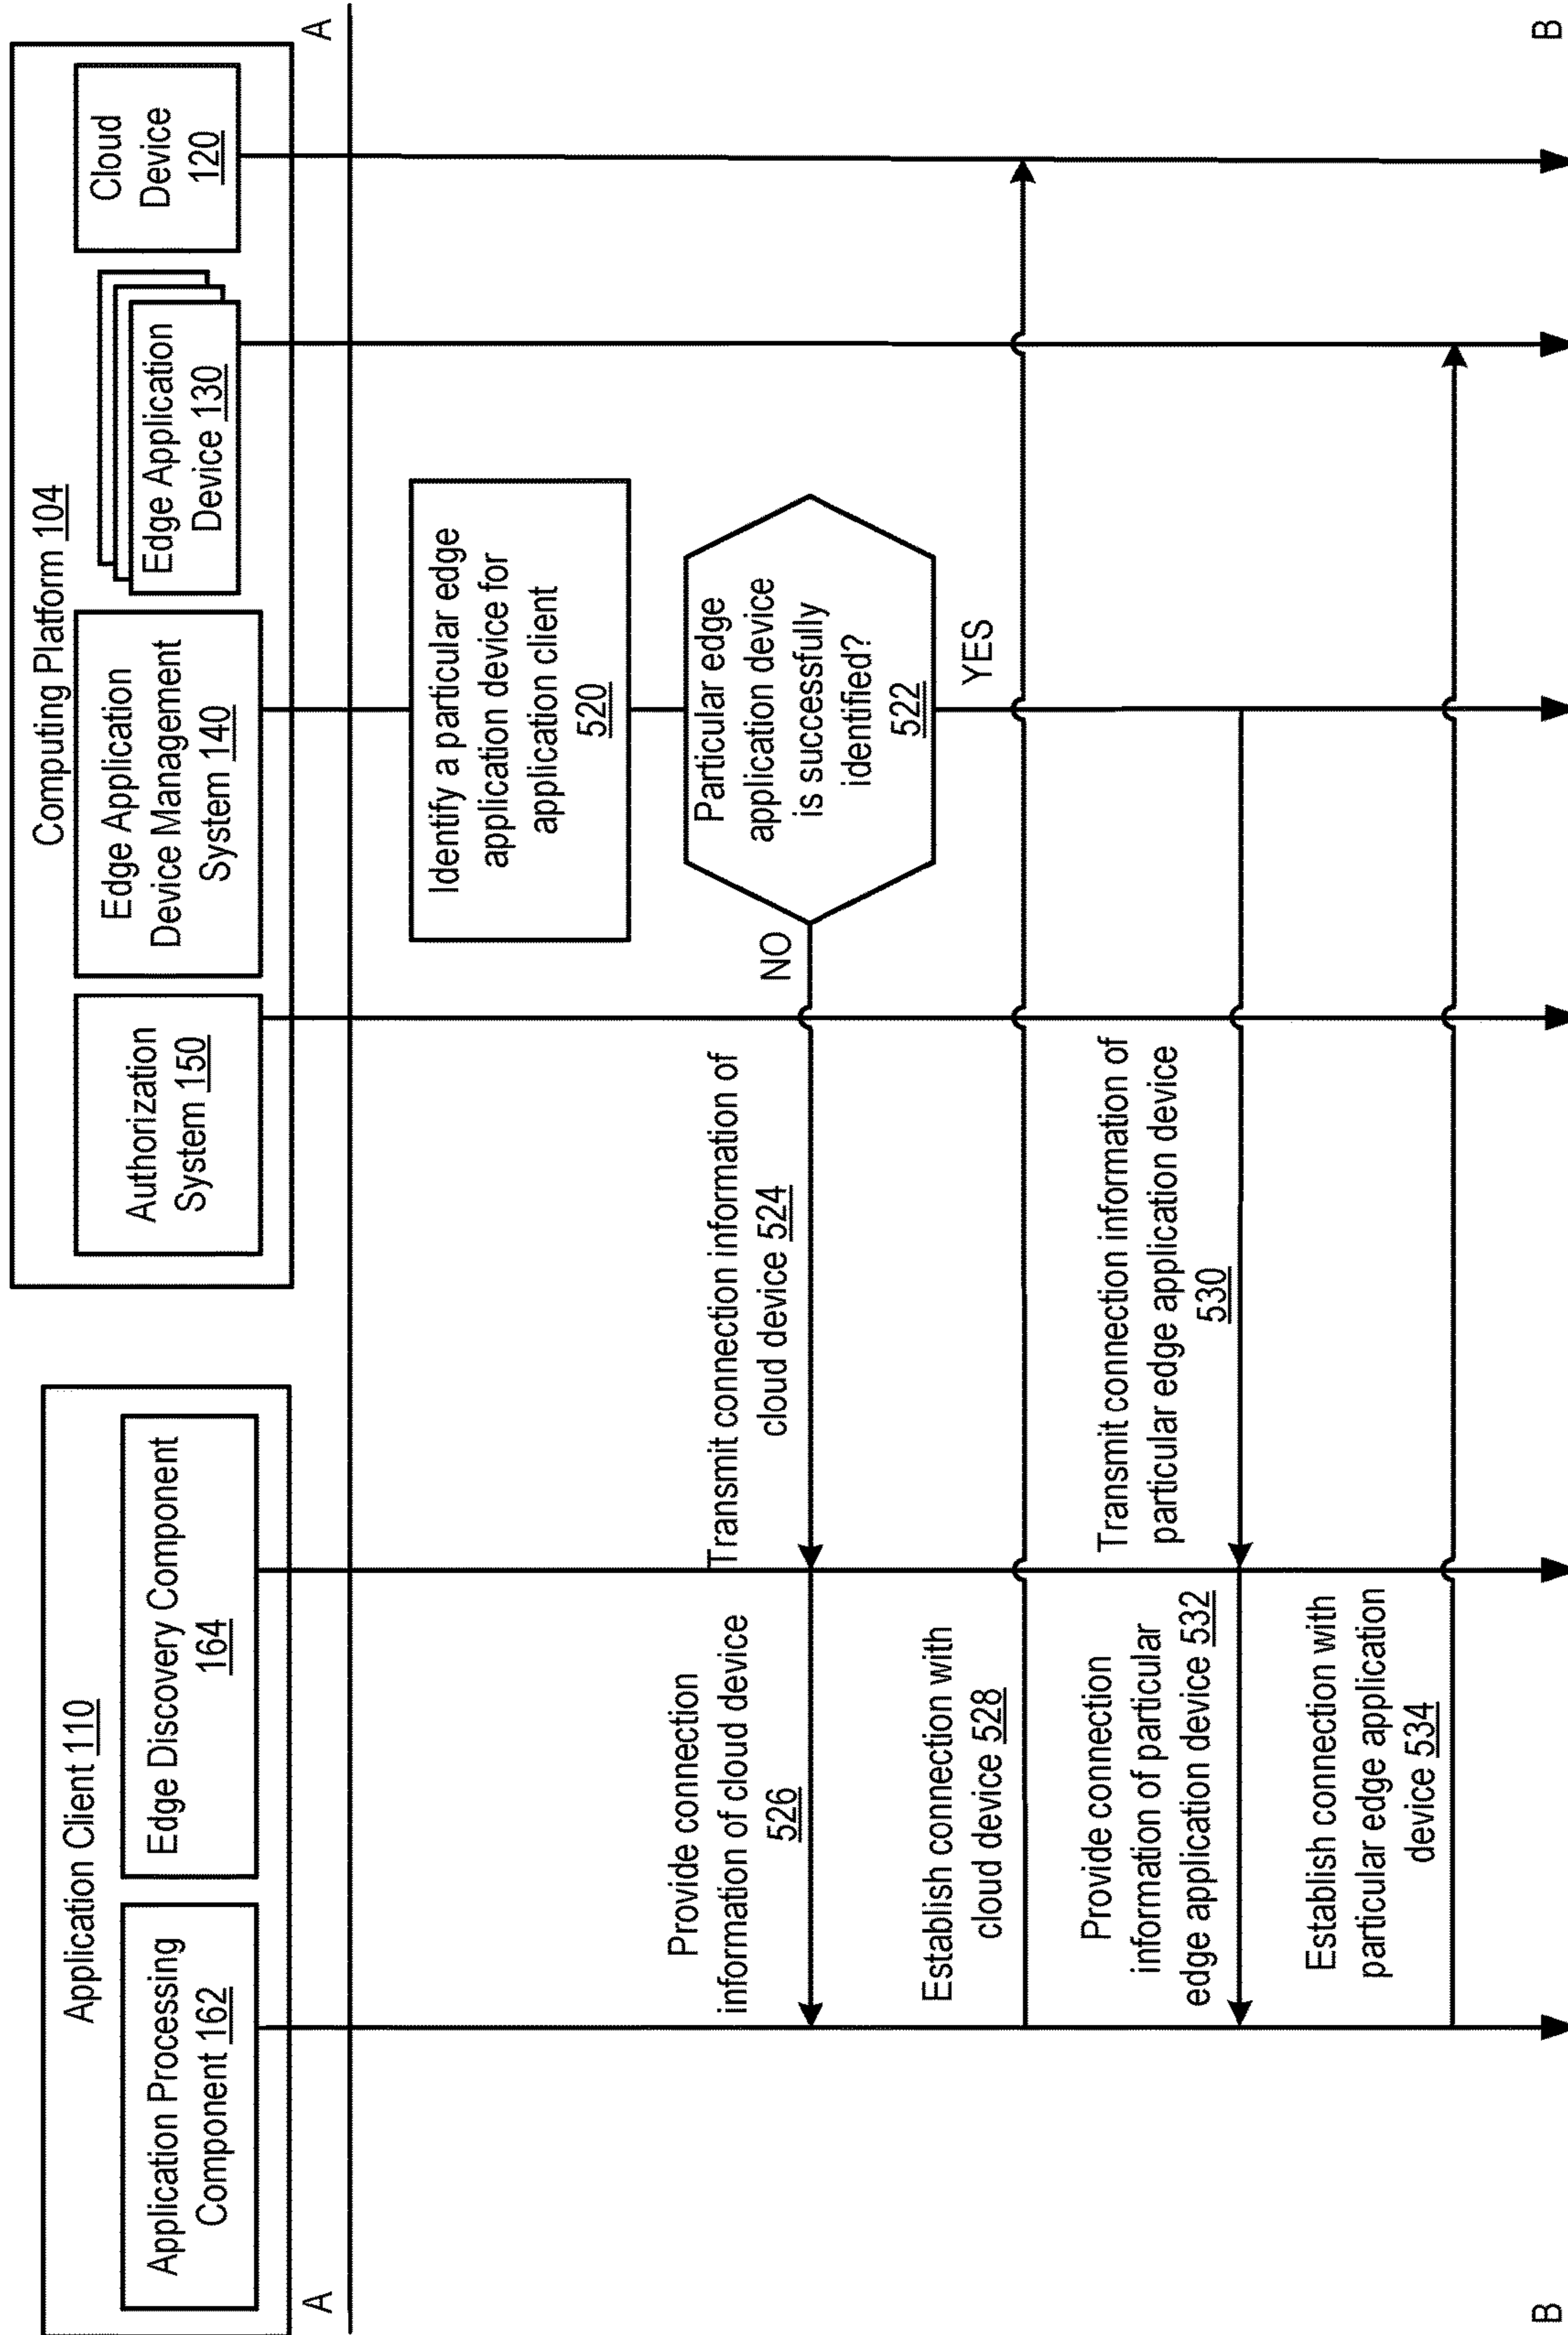 Application Client 110
Application Processing
Component 162
Edge Discovery Component
164
Computing Platform 104
Authorization
System 150
Edge Application
Device Management
System 140
Edge Application
Device 130
Cloud
Device
120
A
A
Identify a particular edge
application device for
application client
520
Particular edge
application device
is successfully
identified?
522
NO
YES
Transmit connection information of
cloud device 524
Provide connection
information of cloud device
526
Establish connection with
cloud device 528
Transmit connection information of
particular edge application device
530
Provide connection
information of particular
edge application device 532
Establish connection with
particular edge application
device 534
B
B